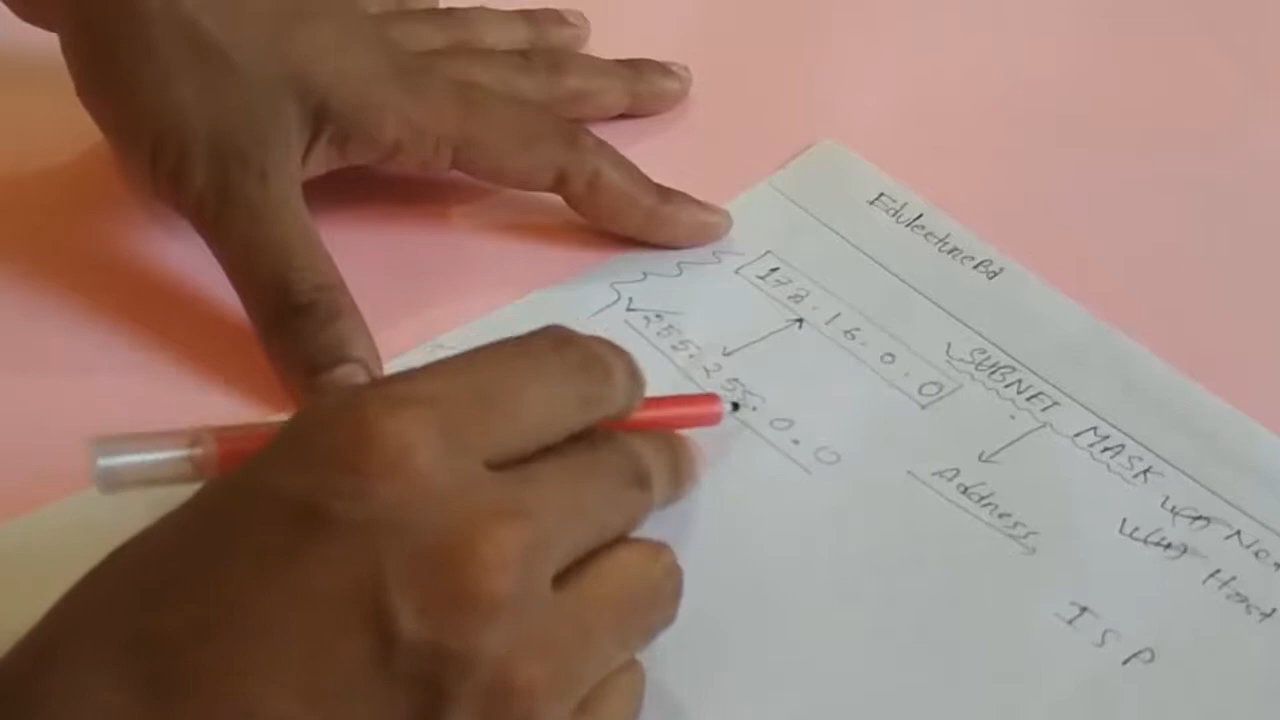 EdulectureBd
SUBNET MASK
Address
172.16.0.0
255.255.0.0
Host
ISP